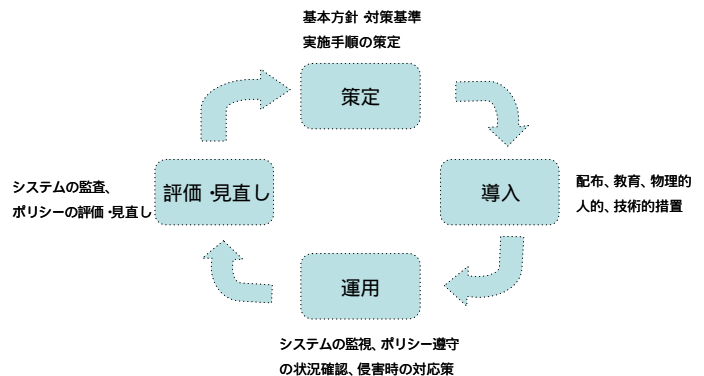 基本方針・対策基準
実施手順の策定
策定
評価・見直し
システムの監査、
ポリシーの評価・見直し
導入
配布、教育、物理的
人的、技術的措置
運用
システムの監視、ポリシー遵守
の状況確認、侵害時の対応策